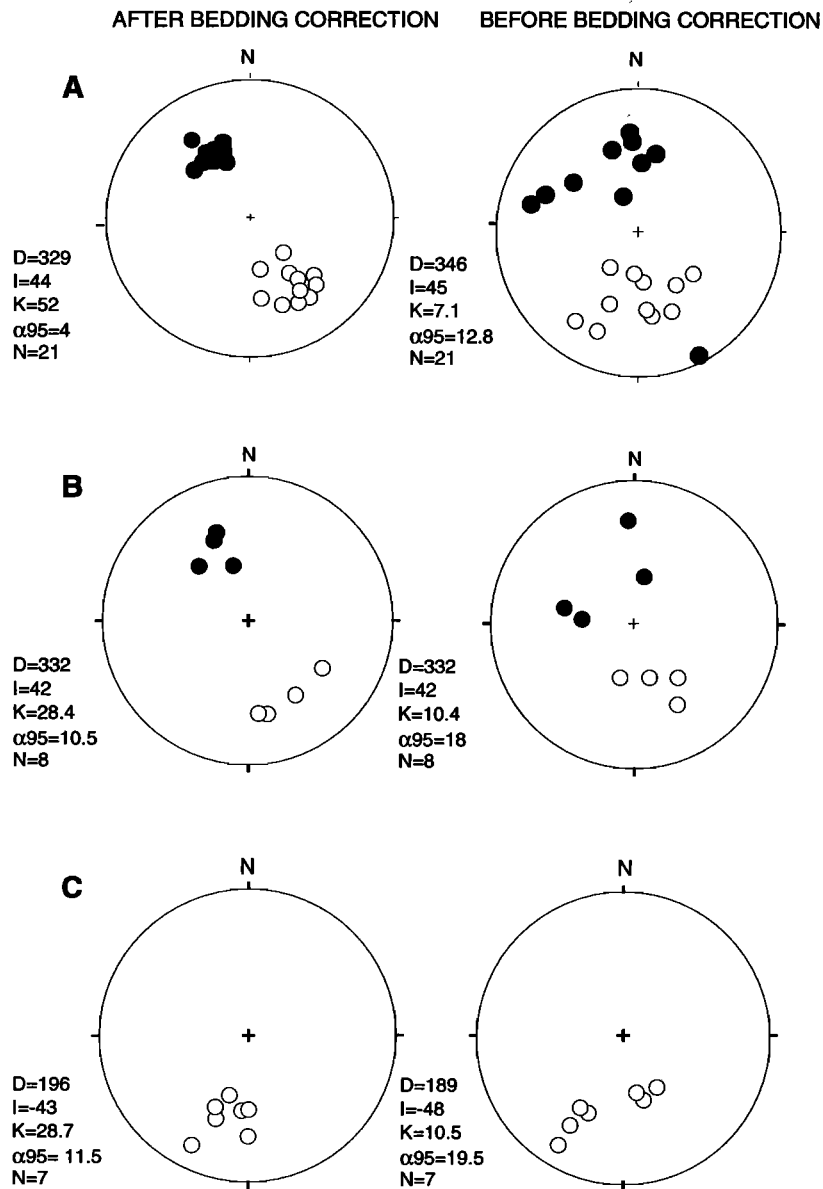 AFTER BEDDING CORRECTION
BEFORE BEDDING CORRECTION
A
N
D=329
I=44
K=52
α95=4
N=21
N
D=346
I=45
K=7.1
α95=12.8
N=21
B
N
D=332
I=42
K=28.4
α95=10.5
N=8
N
D=332
I=42
K=10.4
α95=18
N=8
C
N
D=196
I=-43
K=28.7
α95= 11.5
N=7
N
D=189
I=-48
K=10.5
α95=19.5
N=7